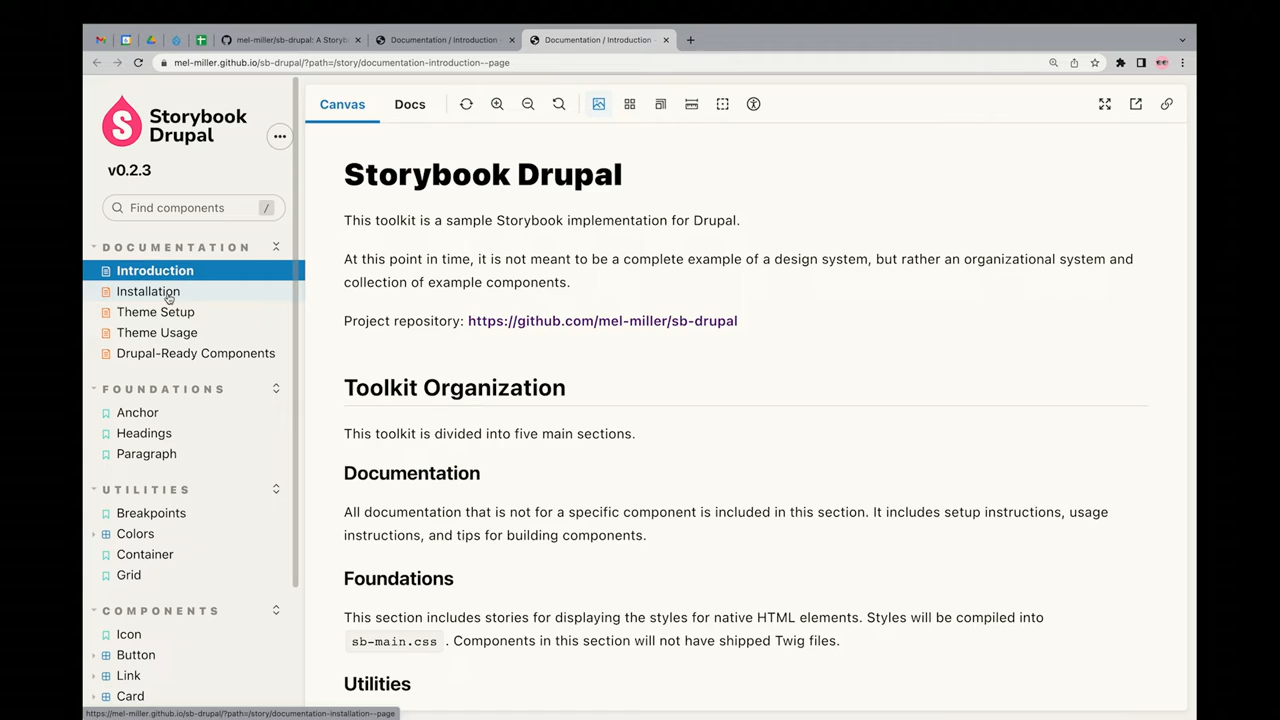 mel-miller/sb-drupal: A Storyb
Documentation / Introduction
Documentation / Introduction
mel-miller.github.io/sb-drupal/?path=/story/documentation-introduction--page
Storybook
Drupal
v0.2.3
Find components /
DOCUMENTATION
Introduction
Installation
Theme Setup
Theme Usage
Drupal-Ready Components
FOUNDATIONS
Anchor
Headings
Paragraph
UTILITIES
Breakpoints
Colors
Container
Grid
COMPONENTS
Icon
Button
Link
Card
https://mel-miller.github.io/sb-drupal/?path=/story/documentation-installation--page
Canvas Docs
Storybook Drupal
This toolkit is a sample Storybook implementation for Drupal.
At this point in time, it is not meant to be a complete example of a design system, but rather an organizational system and
collection of example components.
Project repository: https://github.com/mel-miller/sb-drupal
Toolkit Organization
This toolkit is divided into five main sections.
Documentation
All documentation that is not for a specific component is included in this section. It includes setup instructions, usage
instructions, and tips for building components.
Foundations
This section includes stories for displaying the styles for native HTML elements. Styles will be compiled into
sb-main.css . Components in this section will not have shipped Twig files.
Utilities